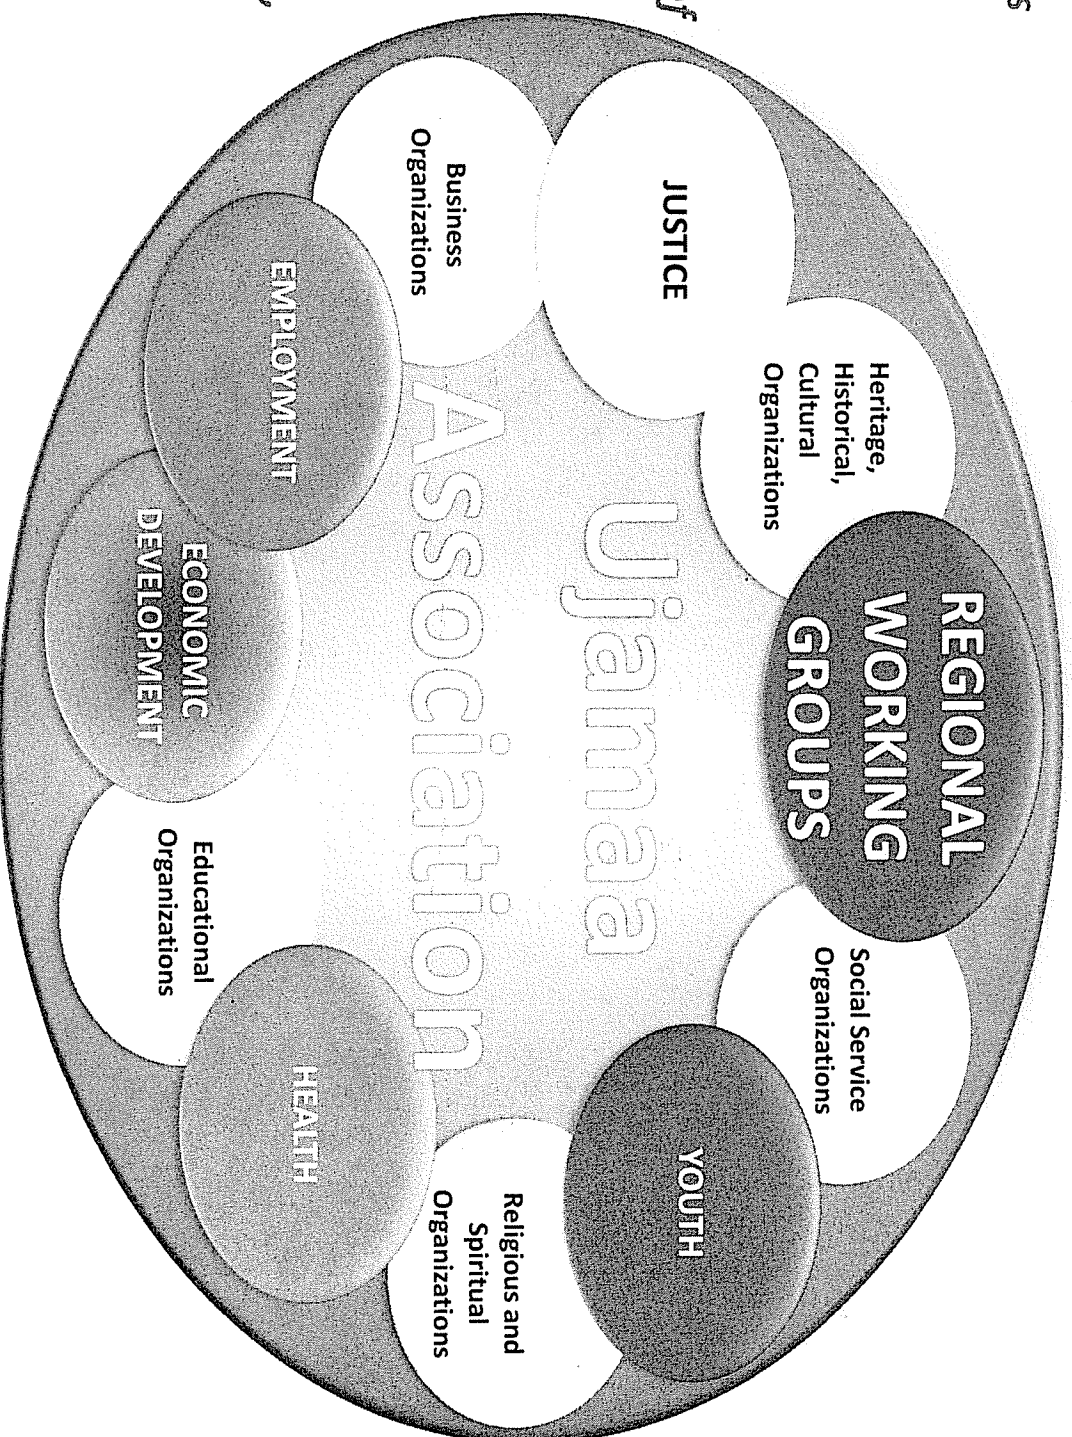 REGIONAL
WORKING
GROUPS
Heritage,
Historical,
Cultural
Organizations
Social Service
Organizations
JUSTICE
YOUTH
Ujamaa
Association
Business
Organizations
Religious and
Spiritual
Organizations
EMPLOYMENT
HEALTH
ECONOMIC
DEVELOPMENT
Educational
Organizations